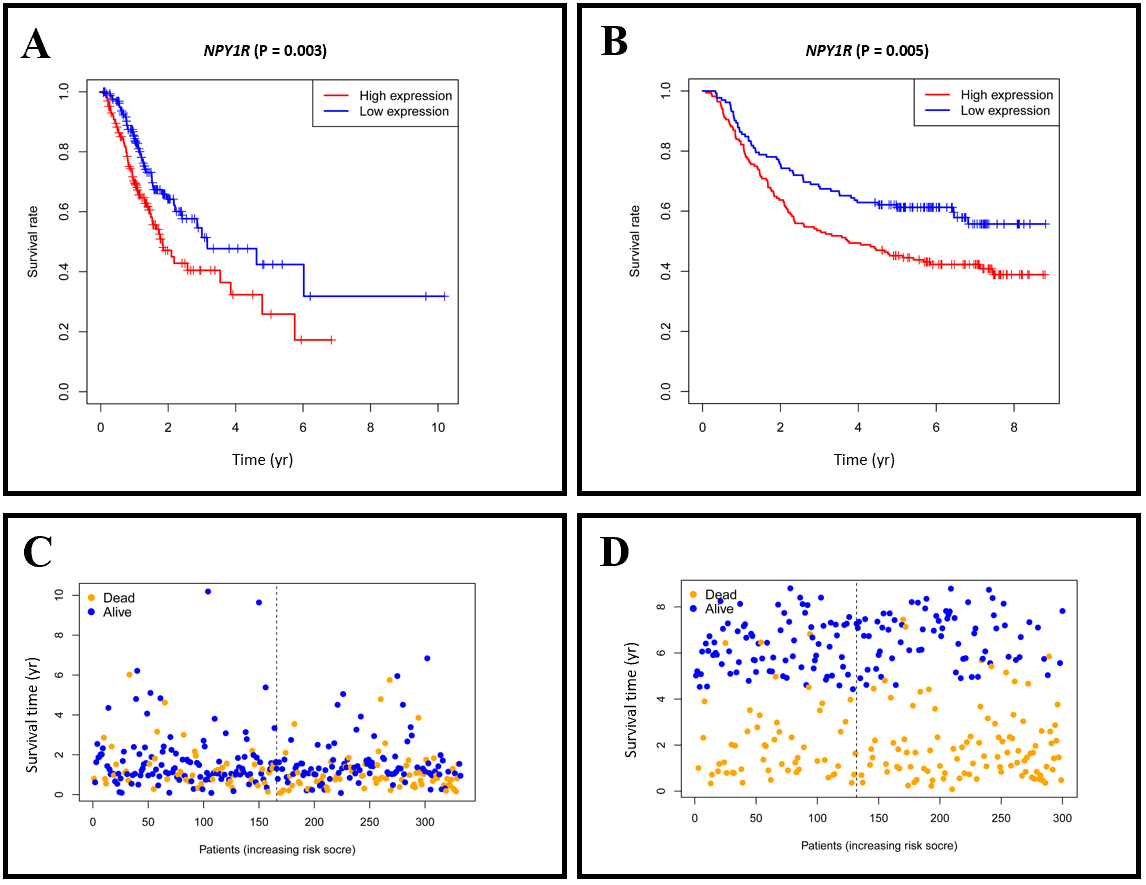 A
NPY1R (P = 0.003)
High expression
Low expression
Survival rate
0.0 0.2 0.4 0.6 0.8 1.0
0 2 4 6 8 10
Time (yr)
B
NPY1R (P = 0.005)
High expression
Low expression
Survival rate
0.0 0.2 0.4 0.6 0.8 1.0
0 2 4 6 8
Time (yr)
C
Dead
Alive
Survival time (yr)
0 2 4 6 8 10
0 50 100 150 200 250 300
Patients (increasing risk socre)
D
Dead
Alive
Survival time (yr)
0 2 4 6 8
0 50 100 150 200 250 300
Patients (increasing risk socre)